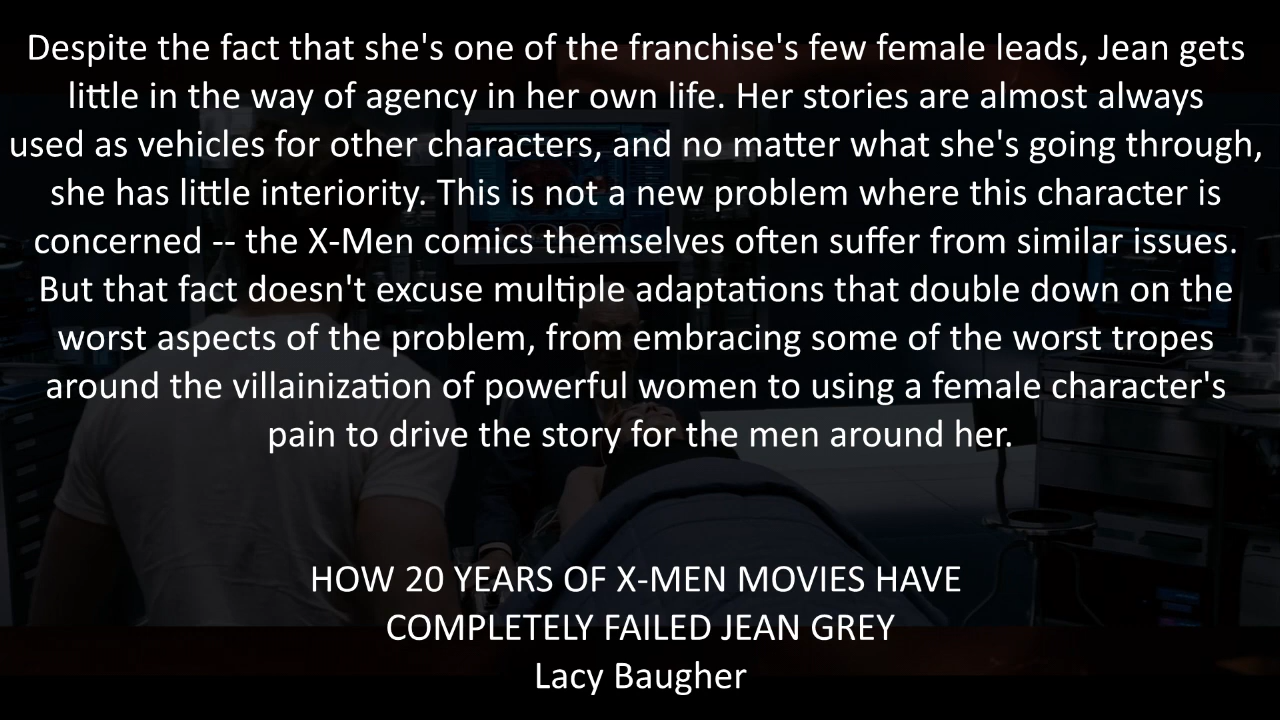 Despite the fact that she's one of the franchise's few female leads, Jean gets
little in the way of agency in her own life. Her stories are almost always
used as vehicles for other characters, and no matter what she's going through,
she has little interiority. This is not a new problem where this character is
concerned -- the X-Men comics themselves often suffer from similar issues.
But that fact doesn't excuse multiple adaptations that double down on the
worst aspects of the problem, from embracing some of the worst tropes
around the villainization of powerful women to using a female character's
pain to drive the story for the men around her.
HOW 20 YEARS OF X-MEN MOVIES HAVE
COMPLETELY FAILED JEAN GREY
Lacy Baugher